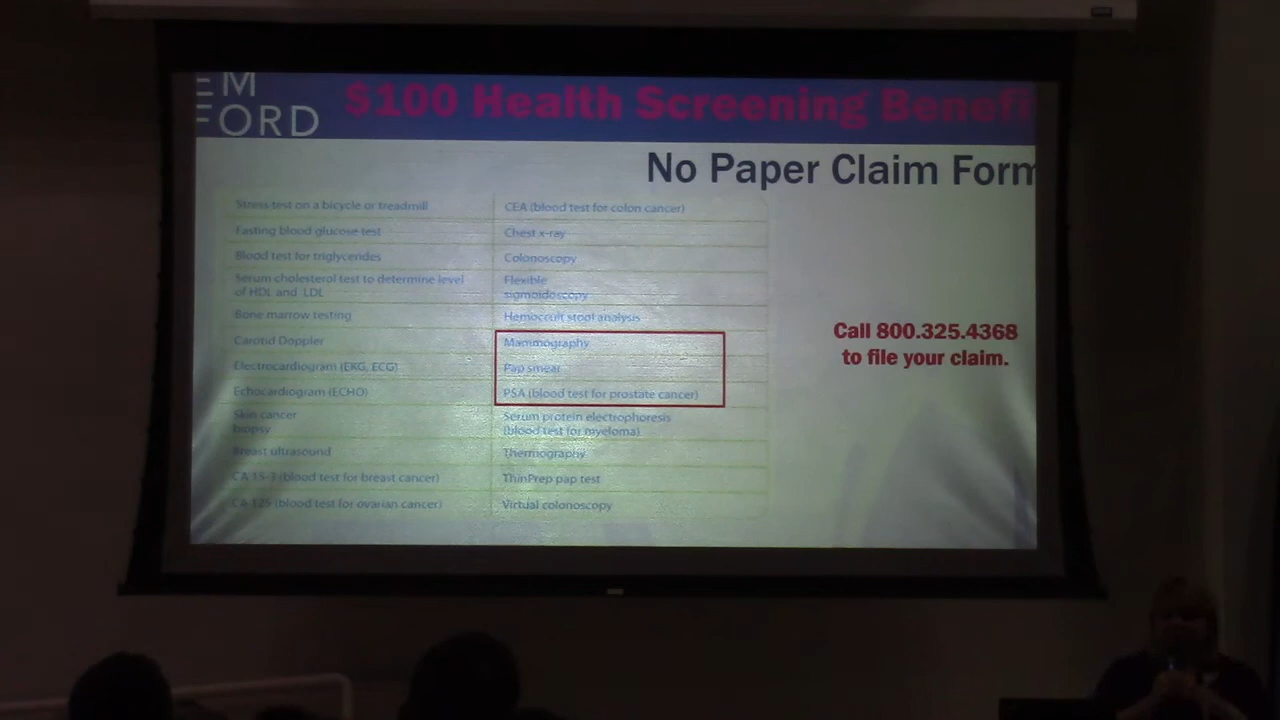 EM
FORD
$100 Health Screening Benefi
No Paper Claim Form
Stress test on a bicycle or treadmill
CEA (blood test for colon cancer)
Fasting blood glucose test
Chest x-ray
Blood test for triglycerides
Colonoscopy
Serum cholesterol test to determine level
of HDL and LDL
Flexible
sigmoidoscopy
Bone marrow testing
Hemoccult stool analysis
Carotid Doppler
Mammography
Electrocardiogram (EKG, ECG)
Pap smear
Echocardiogram (ECHO)
PSA (blood test for prostate cancer)
Skin cancer
biopsy
Serum protein electrophoresis
(blood test for myeloma)
Breast ultrasound
Thermography
CA 15-3 (blood test for breast cancer)
ThinPrep pap test
CA 125 (blood test for ovarian cancer)
Virtual colonoscopy
Call 800.325.4368
to file your claim.